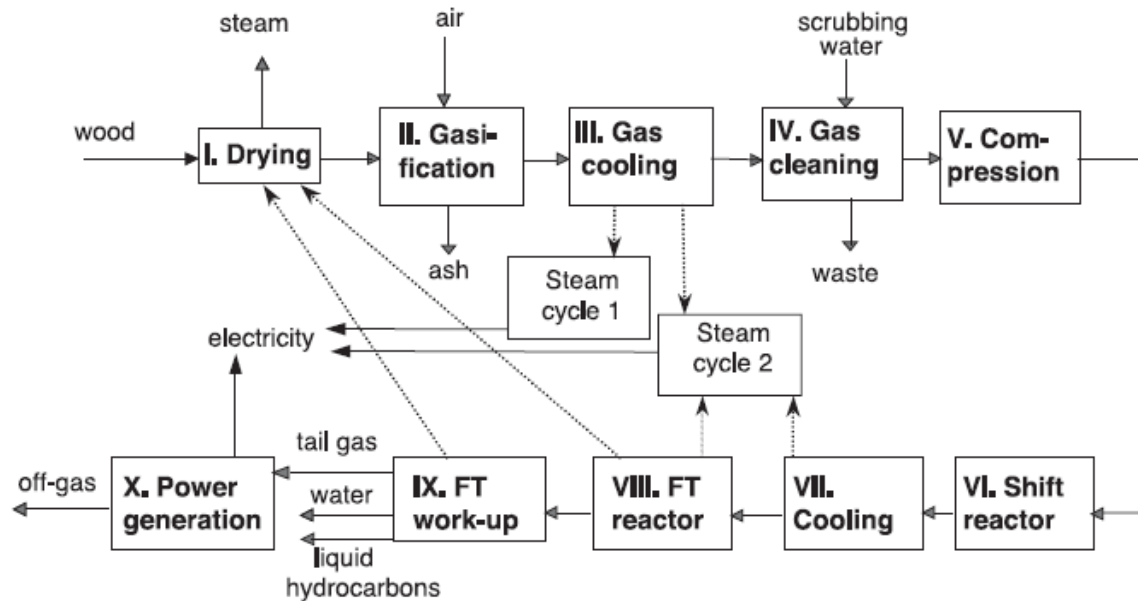 steam
air
scrubbing
water
wood
I. Drying
II. Gasi-
fication
III. Gas
cooling
IV. Gas
cleaning
V. Com-
pression
ash
waste
Steam
cycle 1
Steam
cycle 2
electricity
off-gas
X. Power
generation
tail gas
water
liquid
hydrocarbons
IX. FT
work-up
VIII. FT
reactor
VII.
Cooling
VI. Shift
reactor